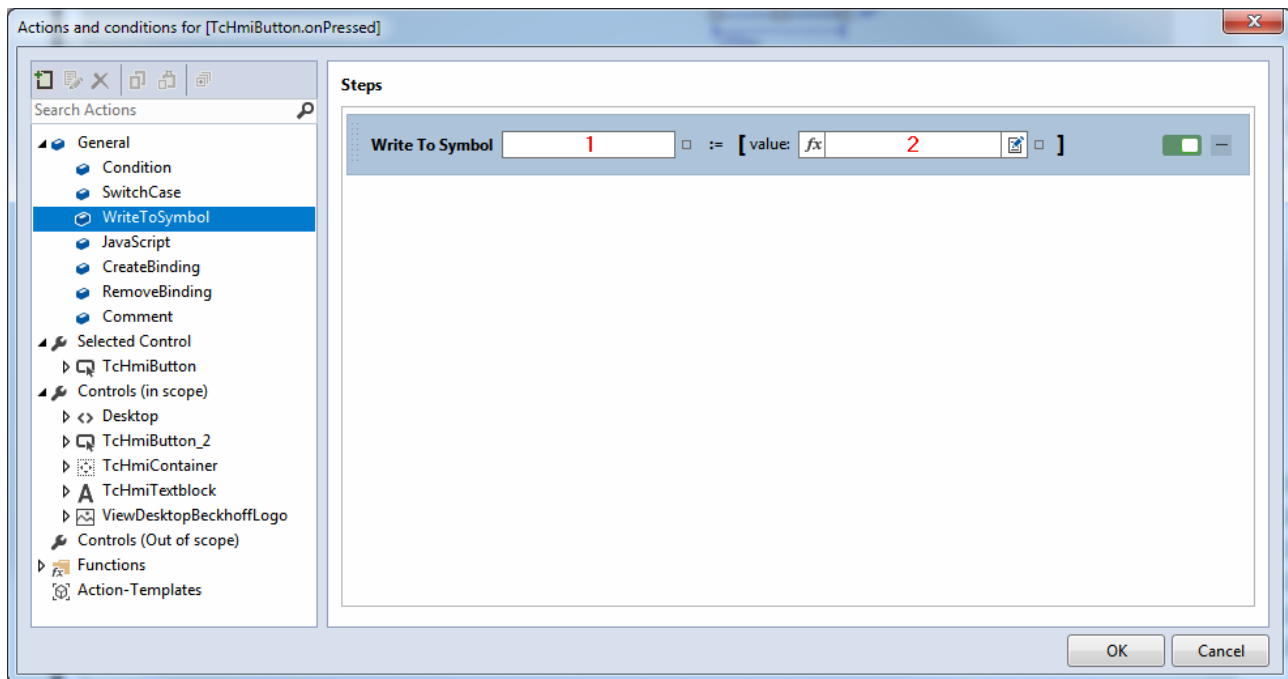 Actions and conditions for [TcHmiButton.onPressed]
Search Actions
General
Condition
SwitchCase
WriteToSymbol
JavaScript
CreateBinding
RemoveBinding
Comment
Selected Control
TcHmiButton
Controls (in scope)
Desktop
TcHmiButton_2
TcHmiContainer
TcHmiTextblock
ViewDesktopBeckhoffLogo
Controls (Out of scope)
Functions
Action-Templates
Steps
Write To Symbol 1 := [ value: fx 2 ]
OK Cancel